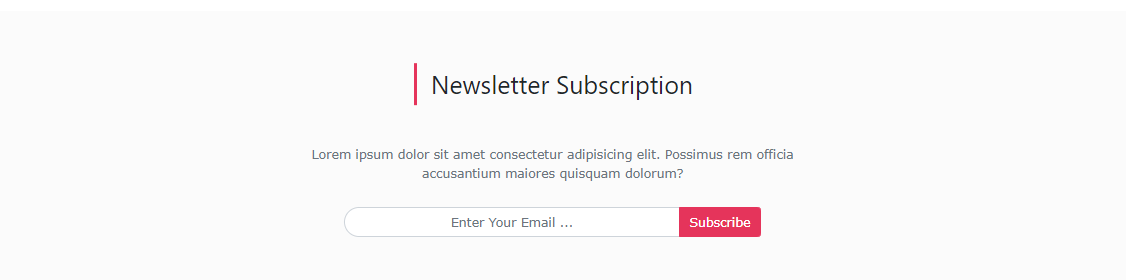 Newsletter Subscription
Lorem ipsum dolor sit amet consectetur adipisicing elit. Possimus rem officia
accusantium maiores quisquam dolorum?
Enter Your Email ...
Subscribe